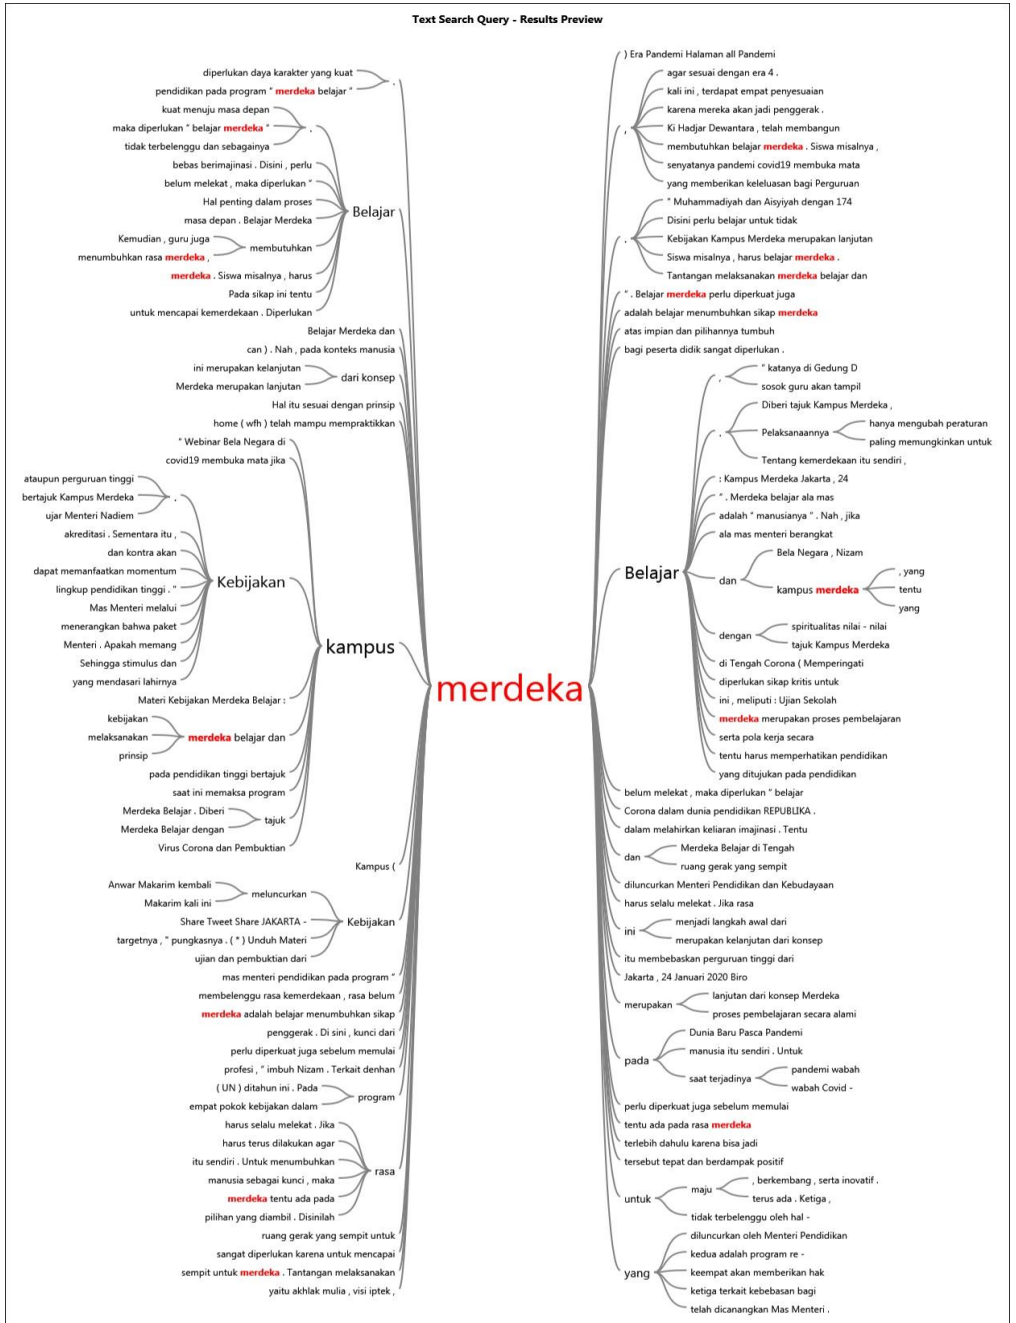 Text Search Query - Results Preview
diperlukan daya karakter yang kuat
pendidikan pada program " merdeka belajar "
.
kuat menuju masa depan
maka diperlukan " belajar merdeka "
tidak terbelenggu dan sebagainya
.
bebas berimajinasi . Disini , perlu
belum melekat , maka diperlukan "
Hal penting dalam proses
masa depan . Belajar Merdeka
Kemudian , guru juga
menumbuhkan rasa merdeka ,
membutuhkan
merdeka . Siswa misalnya , harus
Pada sikap ini tentu
untuk mencapai kemerdekaan . Diperlukan
Belajar
Belajar Merdeka dan
can ) . Nah , pada konteks manusia
ini merupakan kelanjutan
Merdeka merupakan lanjutan
dari konsep
Hal itu sesuai dengan prinsip
home ( wfh ) telah mampu mempraktikkan
" Webinar Bela Negara di
covid19 membuka mata jika
ataupun perguruan tinggi
bertajuk Kampus Merdeka
ujar Menteri Nadiem
.
akreditasi . Sementara itu ,
dan kontra akan
dapat memanfaatkan momentum
lingkup pendidikan tinggi . "
Mas Menteri melalui
menerangkan bahwa paket
Menteri . Apakah memang
Sehingga stimulus dan
yang mendasari lahirnya
Kebijakan
Materi Kebijakan Merdeka Belajar :
kebijakan
melaksanakan
prinsip
merdeka belajar dan
pada pendidikan tinggi bertajuk
saat ini memaksa program
Merdeka Belajar . Diberi
Merdeka Belajar dengan
tajuk
Virus Corona dan Pembuktian
kampus
Kampus (
Anwar Makarim kembali
Makarim kali ini
meluncurkan
Share Tweet Share JAKARTA -
targetnya , " pungkasnya . ( * ) Unduh Materi
ujian dan pembuktian dari
Kebijakan
mas menteri pendidikan pada program "
membelenggu rasa kemerdekaan , rasa belum
merdeka adalah belajar menumbuhkan sikap
penggerak . Di sini , kunci dari
perlu diperkuat juga sebelum memulai
profesi , " imbuh Nizam . Terkait denhan
( UN ) ditahun ini . Pada
empat pokok kebijakan dalam
program
harus selalu melekat . Jika
harus terus dilakukan agar
itu sendiri . Untuk menumbuhkan
manusia sebagai kunci , maka
merdeka tentu ada pada
pilihan yang diambil . Disinilah
rasa
ruang gerak yang sempit untuk
sangat diperlukan karena untuk mencapai
sempit untuk merdeka . Tantangan melaksanakan
yaitu akhlak mulia , visi iptek ,
merdeka
) Era Pandemi Halaman all Pandemi
,
agar sesuai dengan era 4 .
kali ini , terdapat empat penyesuaian
karena mereka akan jadi penggerak .
Ki Hadjar Dewantara , telah membangun
membutuhkan belajar merdeka . Siswa misalnya ,
senyatanya pandemi covid19 membuka mata
yang memberikan keleluasan bagi Perguruan
.
" Muhammadiyah dan Aisyiyah dengan 174
Disini perlu belajar untuk tidak
Kebijakan Kampus Merdeka merupakan lanjutan
Siswa misalnya , harus belajar merdeka .
Tantangan melaksanakan merdeka belajar dan
" . Belajar merdeka perlu diperkuat juga
adalah belajar menumbuhkan sikap merdeka
atas impian dan pilihannya tumbuh
bagi peserta didik sangat diperlukan .
Belajar
,
" katanya di Gedung D
sosok guru akan tampil
.
Diberi tajuk Kampus Merdeka ,
Pelaksanaannya
hanya mengubah peraturan
paling memungkinkan untuk
Tentang kemerdekaan itu sendiri ,
: Kampus Merdeka Jakarta , 24
" . Merdeka belajar ala mas
adalah " manusianya " . Nah , jika
ala mas menteri berangkat
dan
Bela Negara , Nizam
kampus merdeka
, yang
tentu
yang
dengan
spiritualitas nilai - nilai
tajuk Kampus Merdeka
di Tengah Corona ( Memperingati
diperlukan sikap kritis untuk
ini , meliputi : Ujian Sekolah
merdeka merupakan proses pembelajaran
serta pola kerja secara
tentu harus memperhatikan pendidikan
yang ditujukan pada pendidikan
belum melekat , maka diperlukan " belajar
Corona dalam dunia pendidikan REPUBLIKA .
dalam melahirkan keliaran imajinasi . Tentu
dan
Merdeka Belajar di Tengah
ruang gerak yang sempit
diluncurkan Menteri Pendidikan dan Kebudayaan
harus selalu melekat . Jika rasa
ini
menjadi langkah awal dari
merupakan kelanjutan dari konsep
itu membebaskan perguruan tinggi dari
Jakarta , 24 Januari 2020 Biro
merupakan
lanjutan dari konsep Merdeka
proses pembelajaran secara alami
pada
Dunia Baru Pasca Pandemi
manusia itu sendiri . Untuk
saat terjadinya
pandemi wabah
wabah Covid -
perlu diperkuat juga sebelum memulai
tentu ada pada rasa merdeka
terlebih dahulu karena bisa jadi
tersebut tepat dan berdampak positif
untuk
maju
, berkembang , serta inovatif .
terus ada . Ketiga ,
tidak terbelenggu oleh hal -
yang
diluncurkan oleh Menteri Pendidikan
kedua adalah program re -
keempat akan memberikan hak
ketiga terkait kebebasan bagi
telah dicanangkan Mas Menteri .